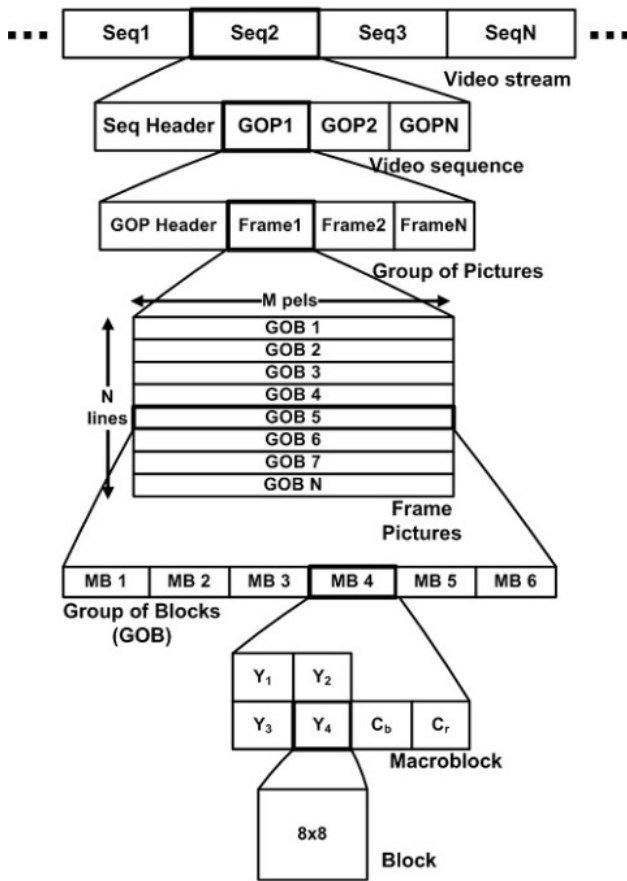 Seq1 Seq2 Seq3 SeqN
Video stream
Seq Header GOP1 GOP2 GOPN
Video sequence
GOP Header Frame1 Frame2 FrameN
Group of Pictures
M pels
GOB 1
GOB 2
GOB 3
GOB 4
N
lines
GOB 5
GOB 6
GOB 7
GOB N
Frame
Pictures
MB 1 MB 2 MB 3 MB 4 MB 5 MB 6
Group of Blocks
(GOB)
Y₁ Y₂
Y₃ Y₄ Cb Cr
Macroblock
8x8
Block